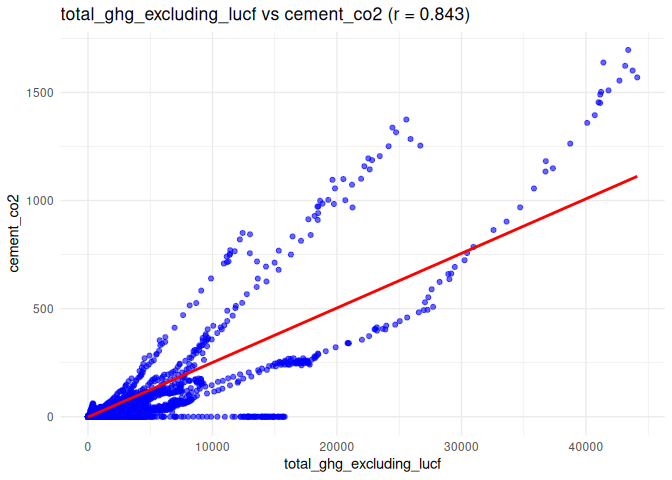 total_ghg_excluding_lucf vs cement_co2 (r = 0.843)
cement_co2
1500
1000
500
0
0 10000 20000 30000 40000
total_ghg_excluding_lucf